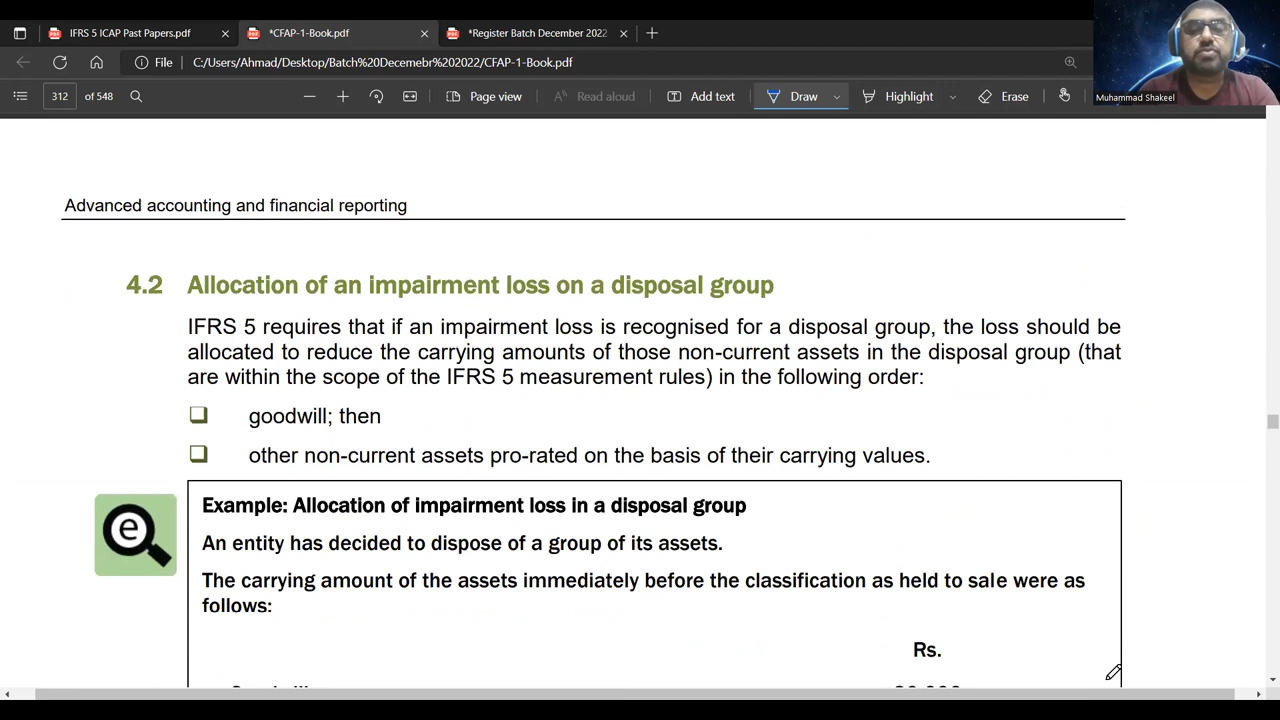 IFRS 5 ICAP Past Papers.pdf
*CFAP-1-Book.pdf
*Register Batch December 2022
File
C:/Users/Ahmad/Desktop/Batch%20Decemebr%202022/CFAP-1-Book.pdf
312 of 548
Page view
Read aloud
Add text
Draw
Highlight
Erase
Muhammad Shakeel
Advanced accounting and financial reporting
4.2 Allocation of an impairment loss on a disposal group
IFRS 5 requires that if an impairment loss is recognised for a disposal group, the loss should be
allocated to reduce the carrying amounts of those non-current assets in the disposal group (that
are within the scope of the IFRS 5 measurement rules) in the following order:
goodwill; then
other non-current assets pro-rated on the basis of their carrying values.
e
Example: Allocation of impairment loss in a disposal group
An entity has decided to dispose of a group of its assets.
The carrying amount of the assets immediately before the classification as held to sale were as
follows:
Rs.